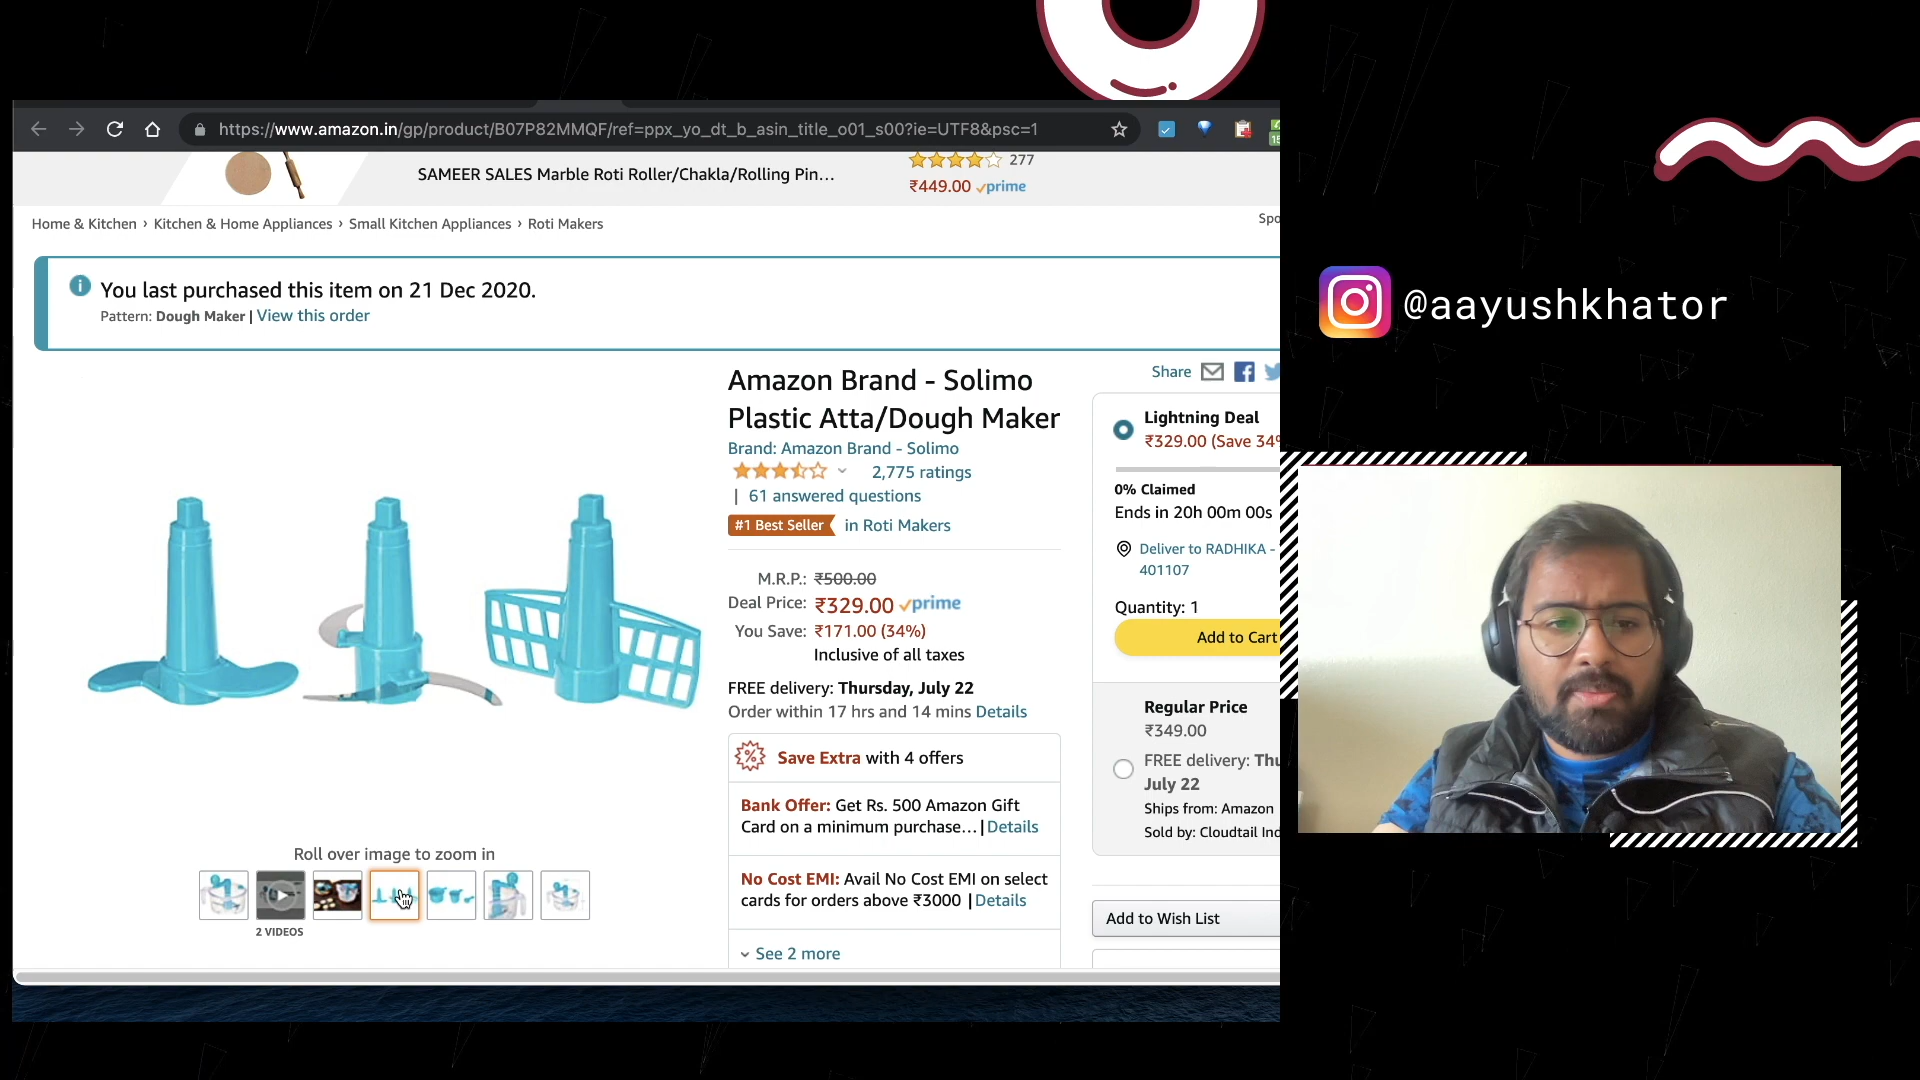 https://www.amazon.in/gp/product/B07P82MMQF/ref=ppx_yo_dt_b_asin_title_o01_s00?ie=UTF8&psc=1
SAMEER SALES Marble Roti Roller/Chakla/Rolling Pin…
277
₹449.00 prime
Home & Kitchen › Kitchen & Home Appliances › Small Kitchen Appliances › Roti Makers
Spo
You last purchased this item on 21 Dec 2020.
Pattern: Dough Maker | View this order
@aayushkhator
Share
Amazon Brand - Solimo
Plastic Atta/Dough Maker
Brand: Amazon Brand - Solimo
2,775 ratings
| 61 answered questions
#1 Best Seller in Roti Makers
M.R.P.: ₹500.00
Deal Price: ₹329.00 prime
You Save: ₹171.00 (34%)
Inclusive of all taxes
FREE delivery: Thursday, July 22
Order within 17 hrs and 14 mins Details
Save Extra with 4 offers
Bank Offer: Get Rs. 500 Amazon Gift
Card on a minimum purchase… | Details
No Cost EMI: Avail No Cost EMI on select
cards for orders above ₹3000 | Details
See 2 more
Lightning Deal
₹329.00 (Save 34
0% Claimed
Ends in 20h 00m 00s
Deliver to RADHIKA -
401107
Quantity: 1
Add to Cart
Regular Price
₹349.00
FREE delivery: Thu
July 22
Ships from: Amazon
Sold by: Cloudtail Ind
Add to Wish List
Roll over image to zoom in
2 VIDEOS